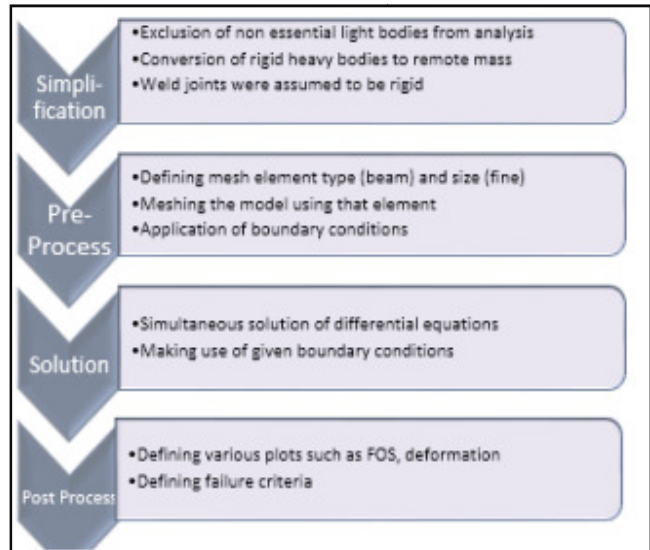 Simpli-
fication
•Exclusion of non essential light bodies from analysis
•Conversion of rigid heavy bodies to remote mass
•Weld joints were assumed to be rigid
Pre-
Process
•Defining mesh element type (beam) and size (fine)
•Meshing the model using that element
•Application of boundary conditions
Solution
•Simultaneous solution of differential equations
•Making use of given boundary conditions
Post Process
•Defining various plots such as FOS, deformation
•Defining failure criteria